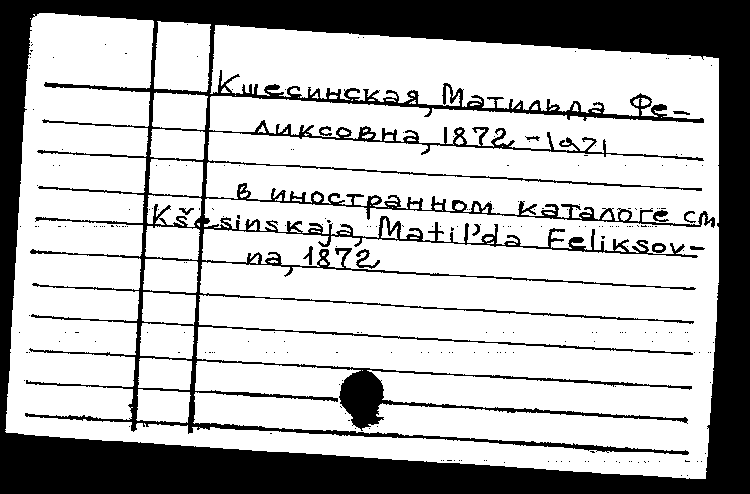 Кшесинская, Матильда Фе-
ликсовна, 1872-1971
в иностранном каталоге см.
Kšesinskaja, Matil'da Feliksov-
na, 1872